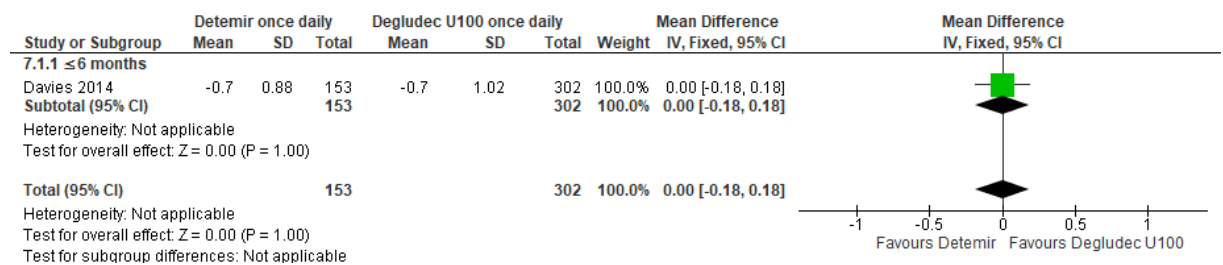 Detemir once daily Degludec U100 once daily Mean Difference Mean Difference
Study or Subgroup Mean SD Total Mean SD Total Weight IV, Fixed, 95% CI IV, Fixed, 95% CI
7.1.1 ≤6 months
Davies 2014 -0.7 0.88 153 -0.7 1.02 302 100.0% 0.00 [-0.18, 0.18]
Subtotal (95% CI) 153 302 100.0% 0.00 [-0.18, 0.18]
Heterogeneity: Not applicable
Test for overall effect: Z = 0.00 (P = 1.00)
Total (95% CI) 153 302 100.0% 0.00 [-0.18, 0.18]
Heterogeneity: Not applicable
Test for overall effect: Z = 0.00 (P = 1.00)
Test for subgroup differences: Not applicable
-1 -0.5 0 0.5 1
Favours Detemir Favours Degludec U100